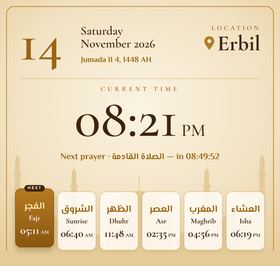 14
Saturday
November 2026
Jumada II 4, 1448 AH
LOCATION
Erbil
CURRENT TIME
08:21 PM
Next prayer · الصلاة القادمة — in 08:49:52
NEXT
الفجر
Fajr
05:11 AM
الشروق
Sunrise
06:40 AM
الظهر
Dhuhr
11:48 AM
العصر
Asr
02:35 PM
المغرب
Maghrib
04:56 PM
العشاء
Isha
06:19 PM